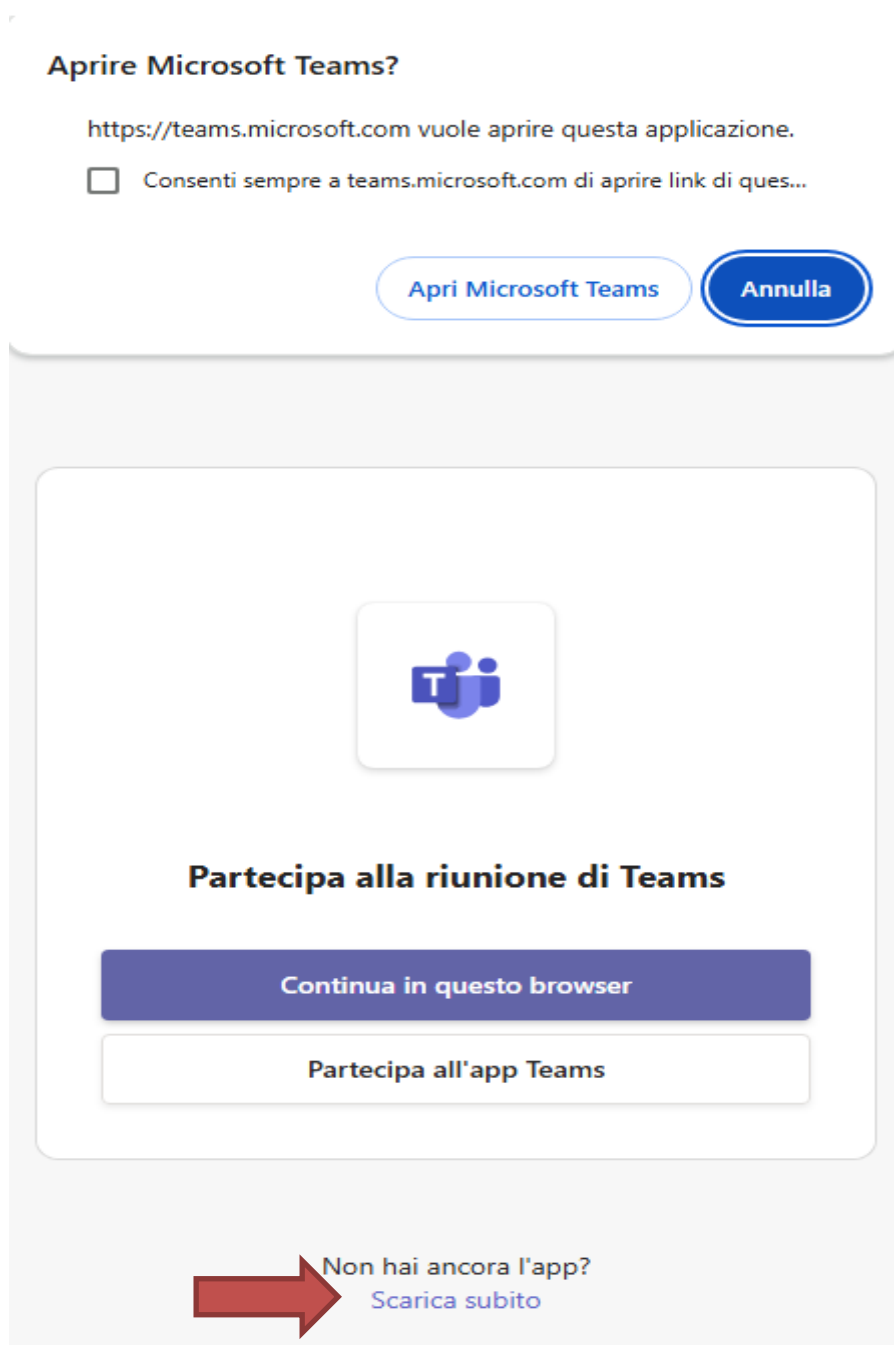 Aprire Microsoft Teams?
https://teams.microsoft.com vuole aprire questa applicazione.
Consenti sempre a teams.microsoft.com di aprire link di ques...
Apri Microsoft Teams
Annulla
T
Partecipa alla riunione di Teams
Continua in questo browser
Partecipa all'app Teams
Non hai ancora l'app?
Scarica subito